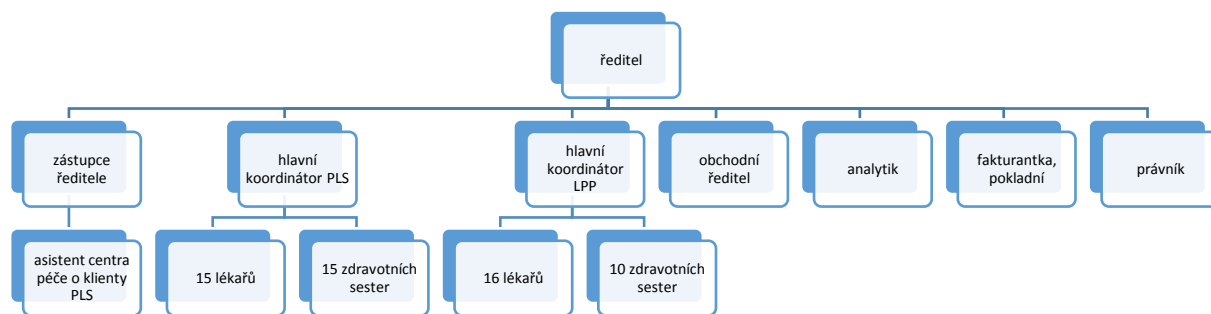 ředitel
zástupce
ředitele
hlavní
koordinátor PLS
hlavní
koordinátor
LPP
obchodní
ředitel
analytik
fakturantka,
pokladní
právník
asistent centra
péče o klienty
PLS
15 lékařů
15 zdravotních
sester
16 lékařů
10 zdravotních
sester